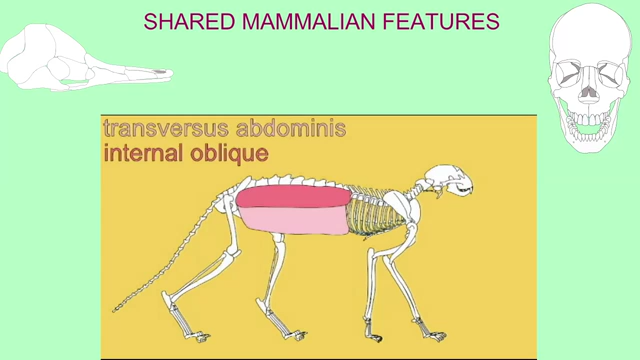 SHARED MAMMALIAN FEATURES
transversus abdominis
internal oblique